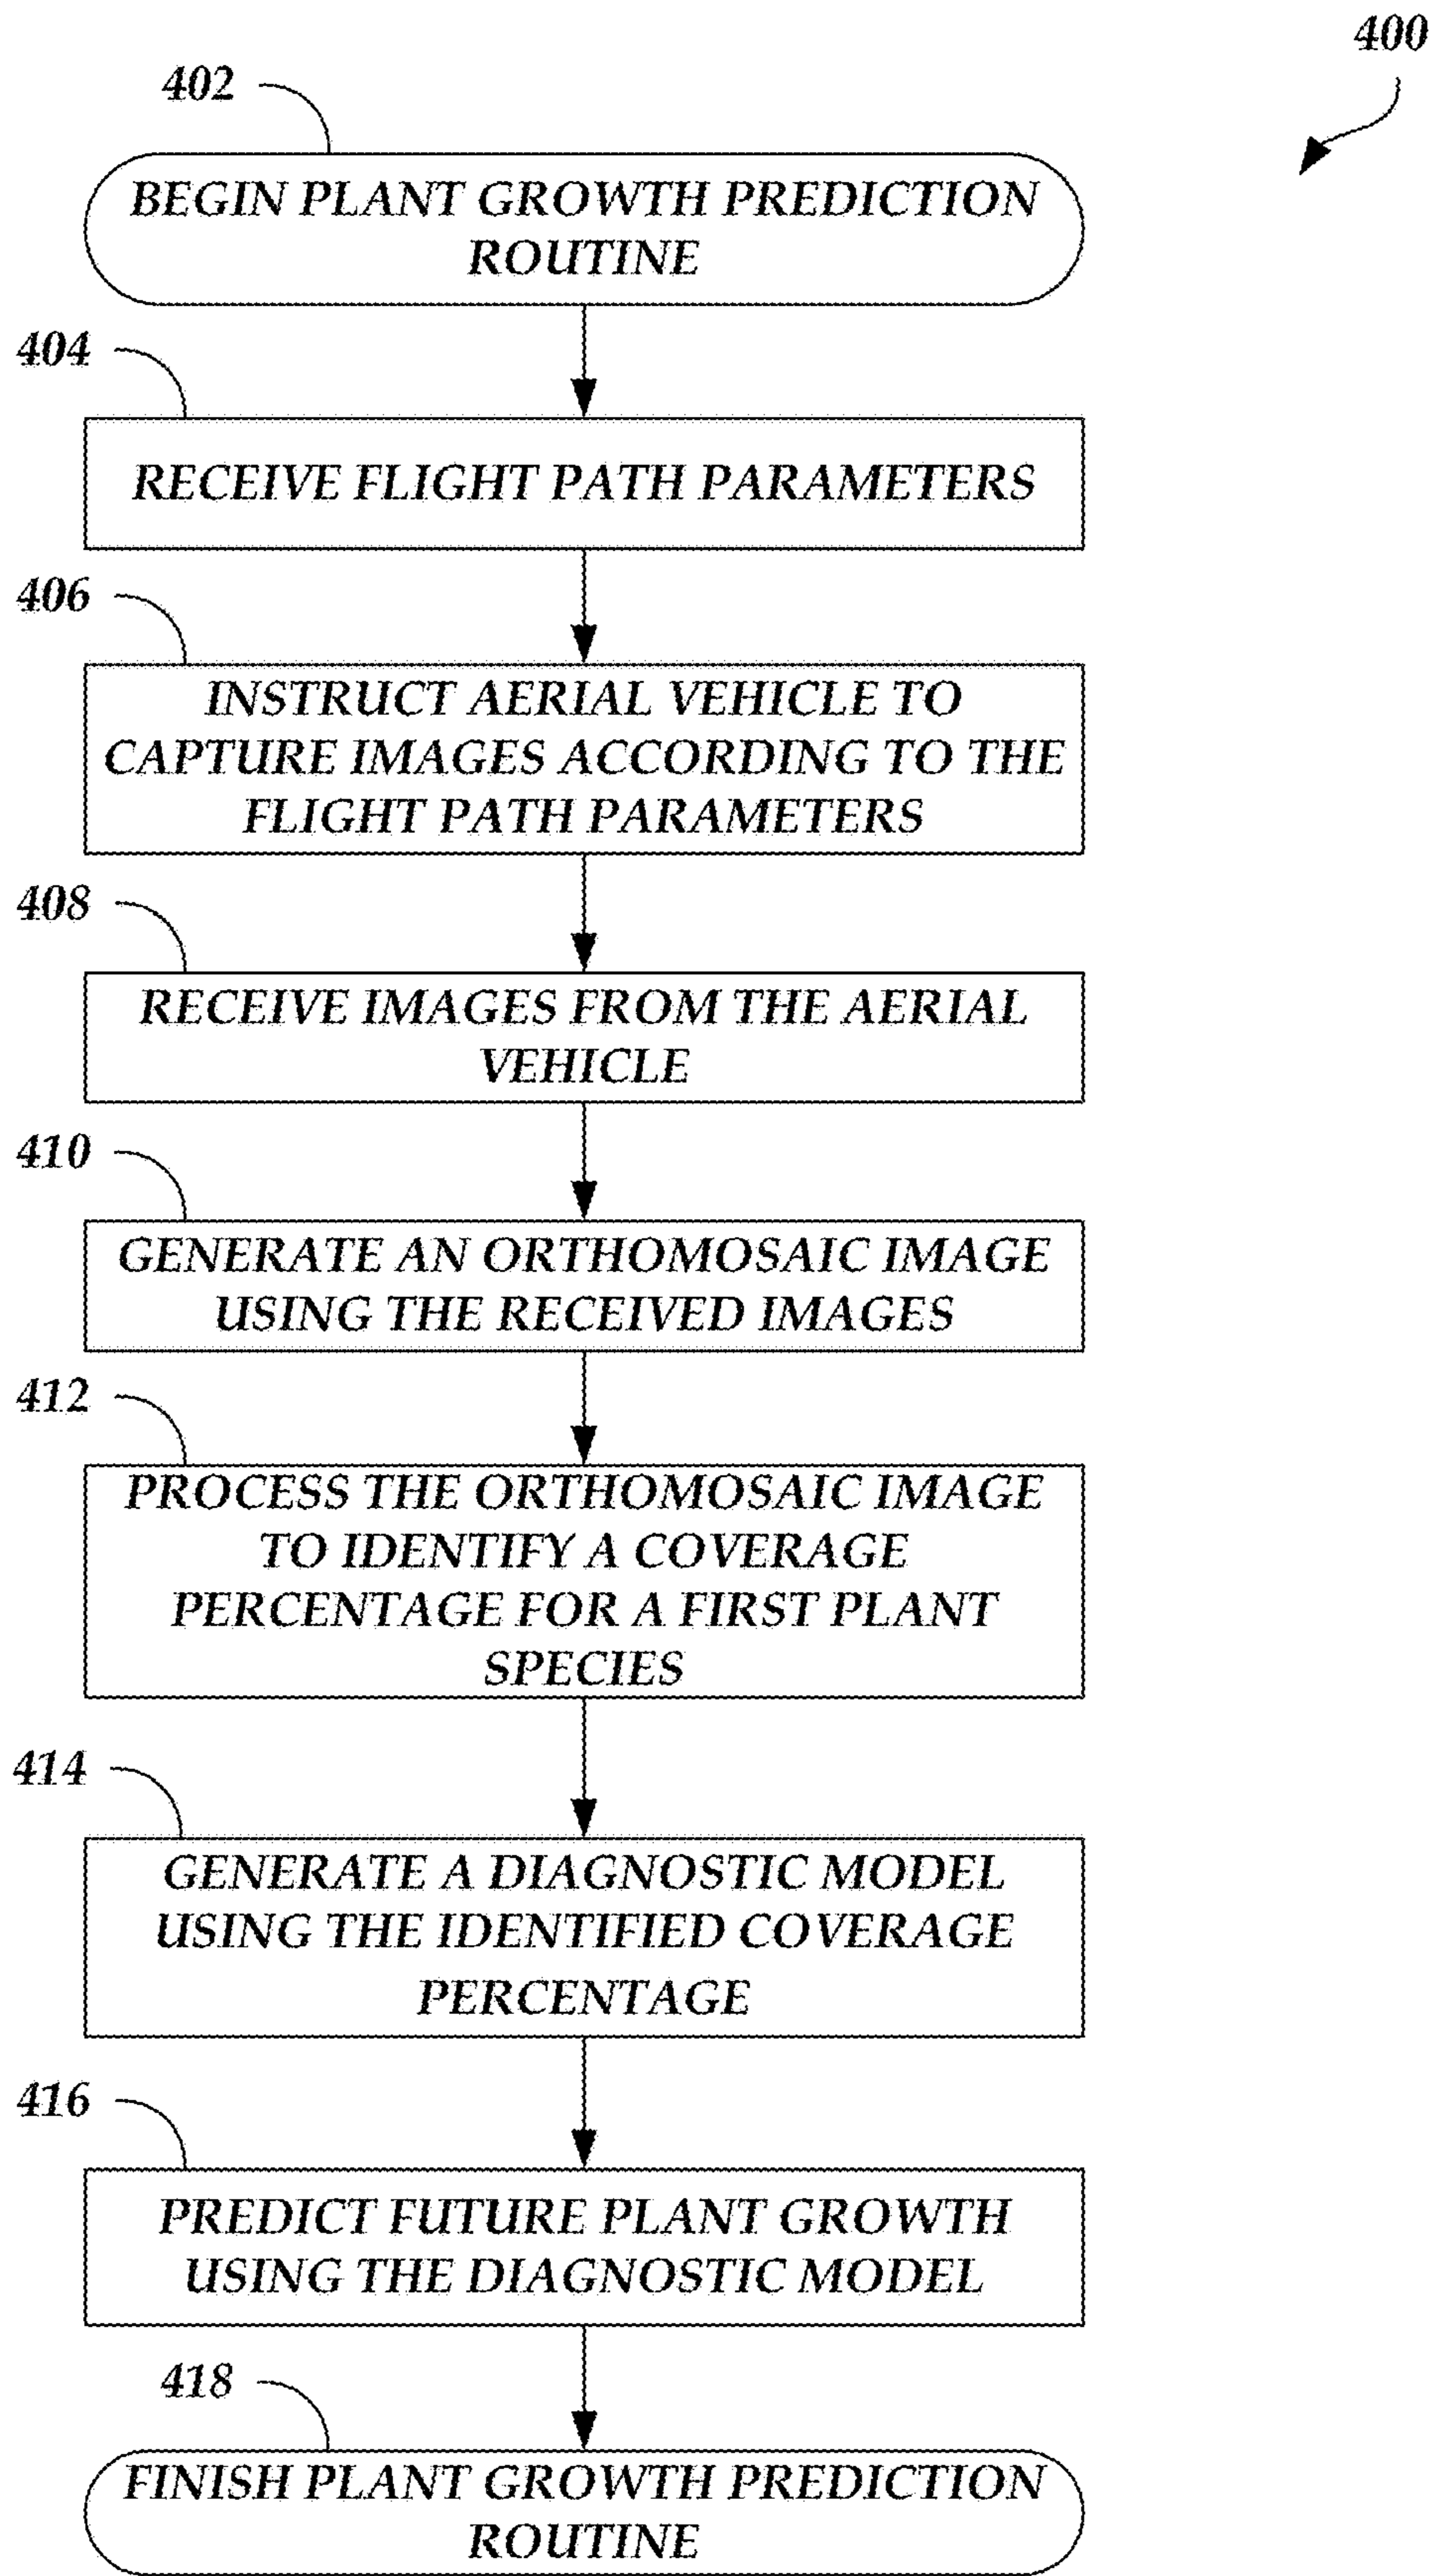 400
402
BEGIN PLANT GROWTH PREDICTION
ROUTINE
404
RECEIVE FLIGHT PATH PARAMETERS
406
INSTRUCT AERIAL VEHICLE TO
CAPTURE IMAGES ACCORDING TO THE
FLIGHT PATH PARAMETERS
408
RECEIVE IMAGES FROM THE AERIAL
VEHICLE
410
GENERATE AN ORTHOMOSAIC IMAGE
USING THE RECEIVED IMAGES
412
PROCESS THE ORTHOMOSAIC IMAGE
TO IDENTIFY A COVERAGE
PERCENTAGE FOR A FIRST PLANT
SPECIES
414
GENERATE A DIAGNOSTIC MODEL
USING THE IDENTIFIED COVERAGE
PERCENTAGE
416
PREDICT FUTURE PLANT GROWTH
USING THE DIAGNOSTIC MODEL
418
FINISH PLANT GROWTH PREDICTION
ROUTINE